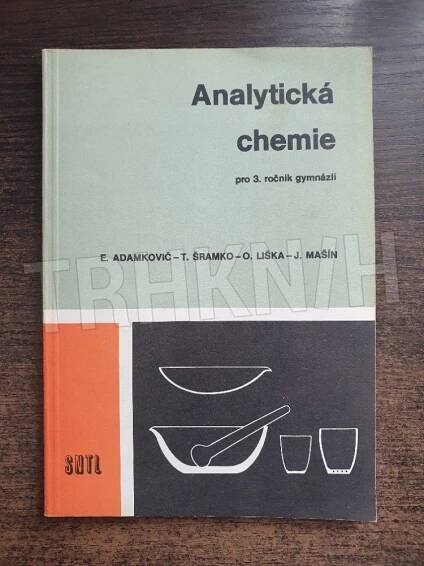 Analytická
chemie
pro 3. ročník gymnázií
E. ADAMKOVIČ – T. ŠRAMKO – O. LIŠKA – J. MAŠÍN
TRHKNIH
SNTL